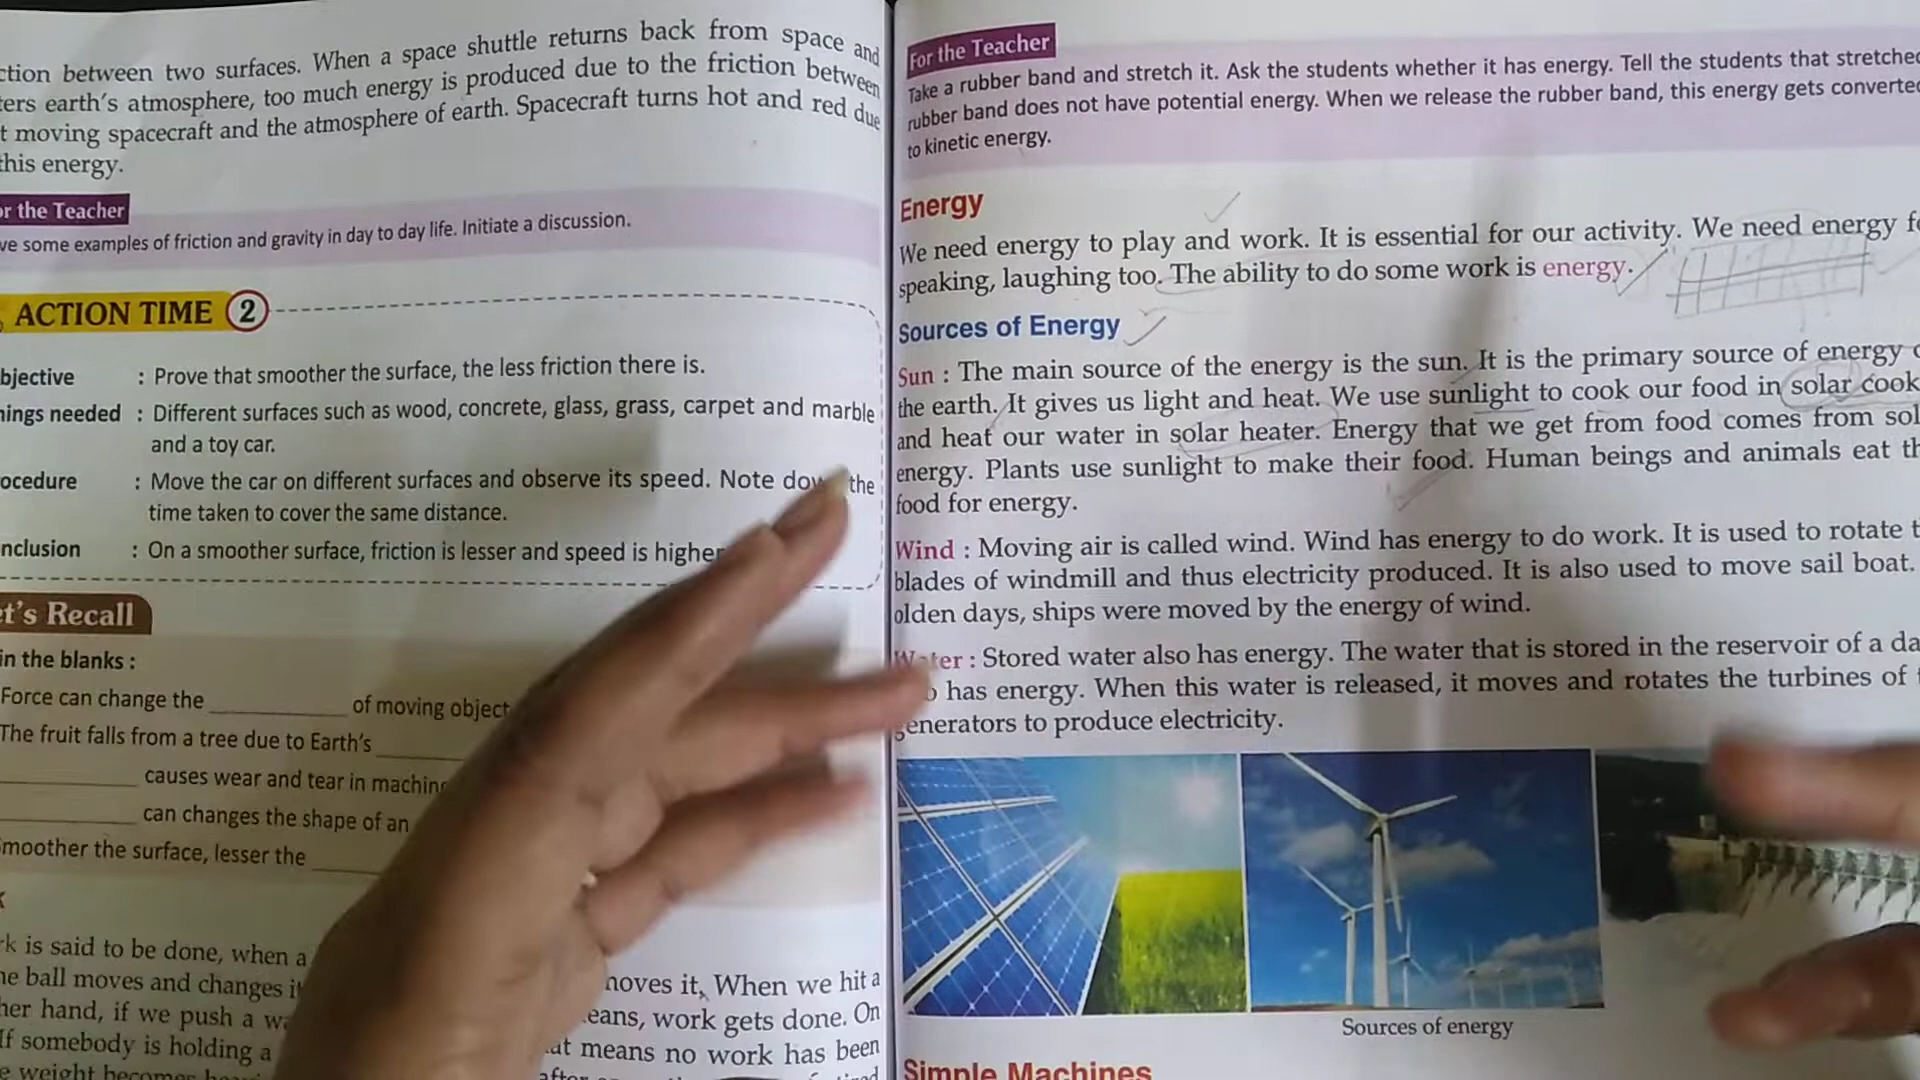 ction between two surfaces. When a space shuttle returns back from space and
ters earth's atmosphere, too much energy is produced due to the friction between
t moving spacecraft and the atmosphere of earth. Spacecraft turns hot and red due
this energy.
or the Teacher
ve some examples of friction and gravity in day to day life. Initiate a discussion.
ACTION TIME 2
bjective : Prove that smoother the surface, the less friction there is.
hings needed : Different surfaces such as wood, concrete, glass, grass, carpet and marble
and a toy car.
ocedure : Move the car on different surfaces and observe its speed. Note dow the
time taken to cover the same distance.
nclusion : On a smoother surface, friction is lesser and speed is higher
et's Recall
in the blanks :
Force can change the of moving object
The fruit falls from a tree due to Earth's
causes wear and tear in machin
can changes the shape of an
Smoother the surface, lesser the
k is said to be done, when a moves it, When we hit a
he ball moves and changes it eans, work gets done. On
her hand, if we push a wa at means no work has been
If somebody is holding a
e weight becomes
For the Teacher
Take a rubber band and stretch it. Ask the students whether it has energy. Tell the students that stretched
rubber band does not have potential energy. When we release the rubber band, this energy gets converted
to kinetic energy.
Energy
We need energy to play and work. It is essential for our activity. We need energy fo
speaking, laughing too. The ability to do some work is energy.
Sources of Energy
Sun : The main source of the energy is the sun. It is the primary source of energy o
the earth. It gives us light and heat. We use sunlight to cook our food in solar cook
and heat our water in solar heater. Energy that we get from food comes from sol
energy. Plants use sunlight to make their food. Human beings and animals eat th
food for energy.
Wind : Moving air is called wind. Wind has energy to do work. It is used to rotate t
blades of windmill and thus electricity produced. It is also used to move sail boat.
olden days, ships were moved by the energy of wind.
Water : Stored water also has energy. The water that is stored in the reservoir of a da
o has energy. When this water is released, it moves and rotates the turbines of t
generators to produce electricity.
Sources of energy
Simple Machines